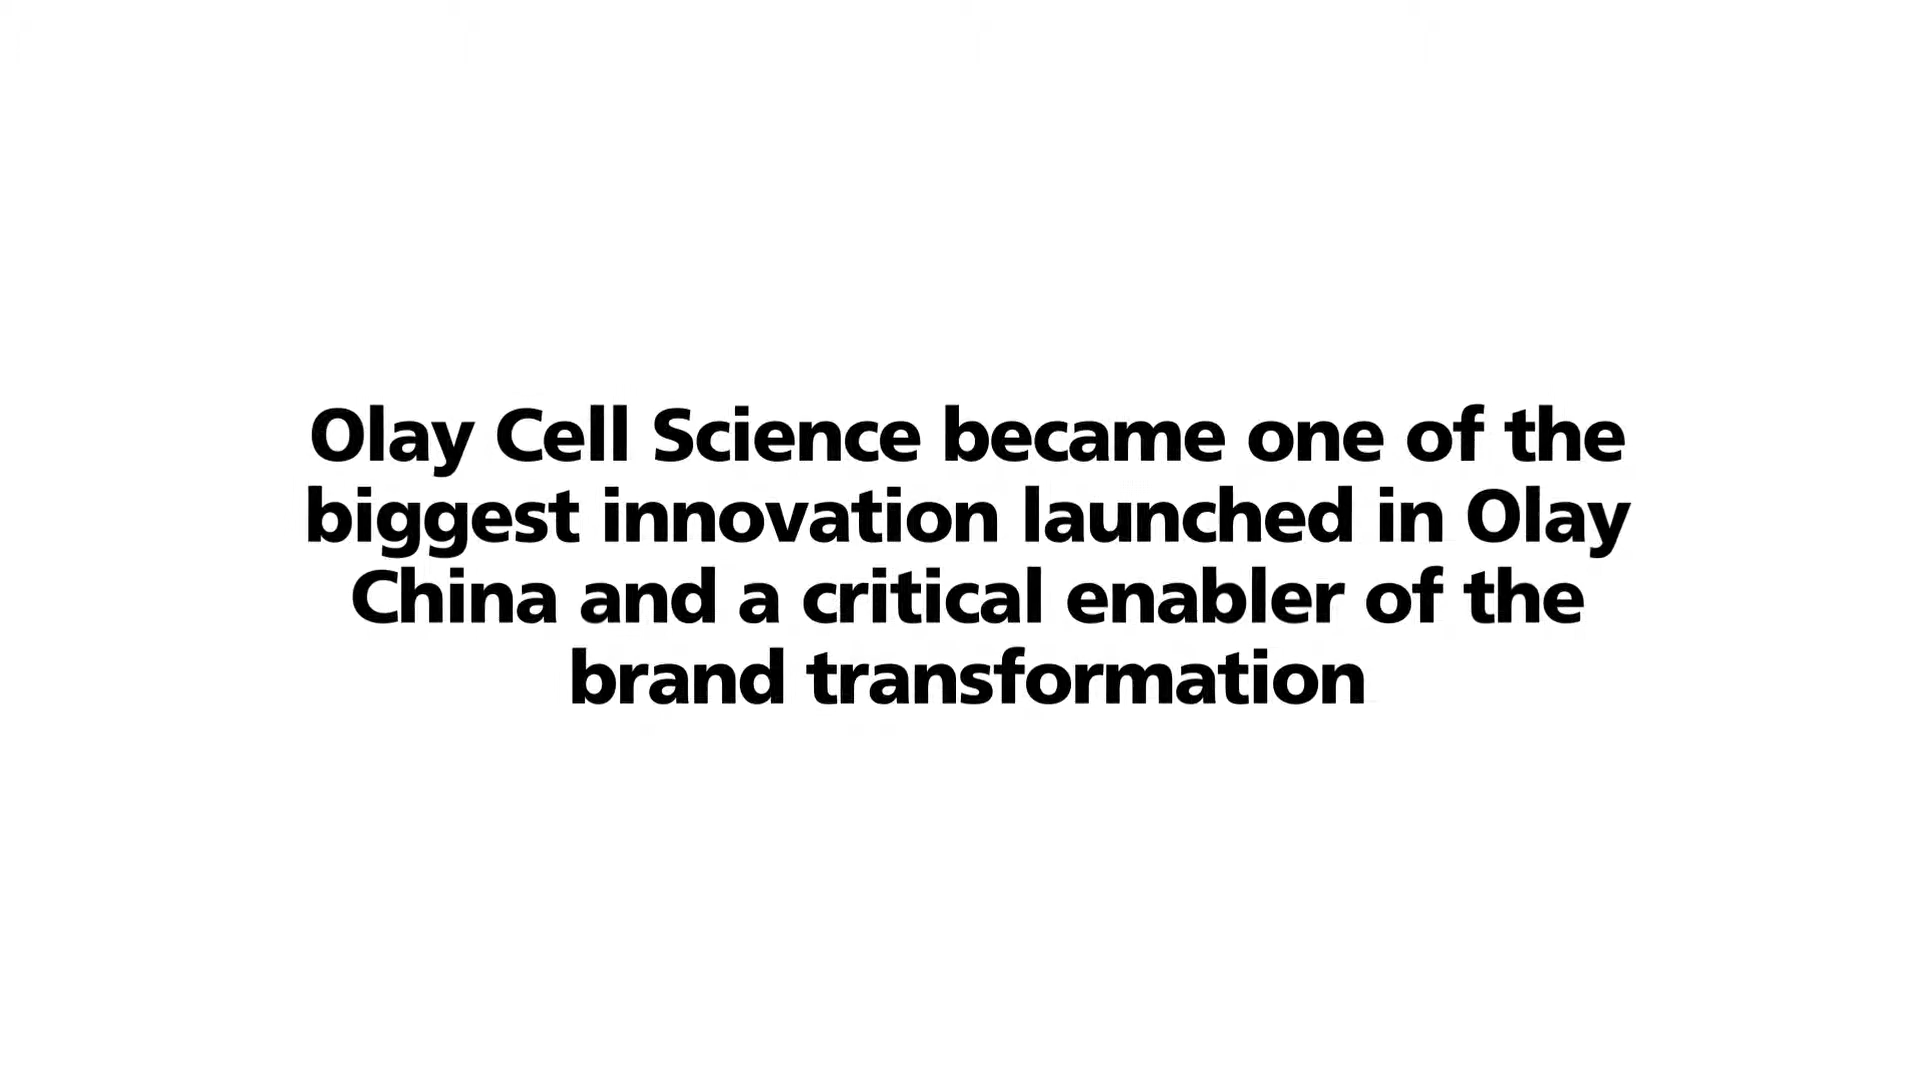 Olay Cell Science became one of the
biggest innovation launched in Olay
China and a critical enabler of the
brand transformation